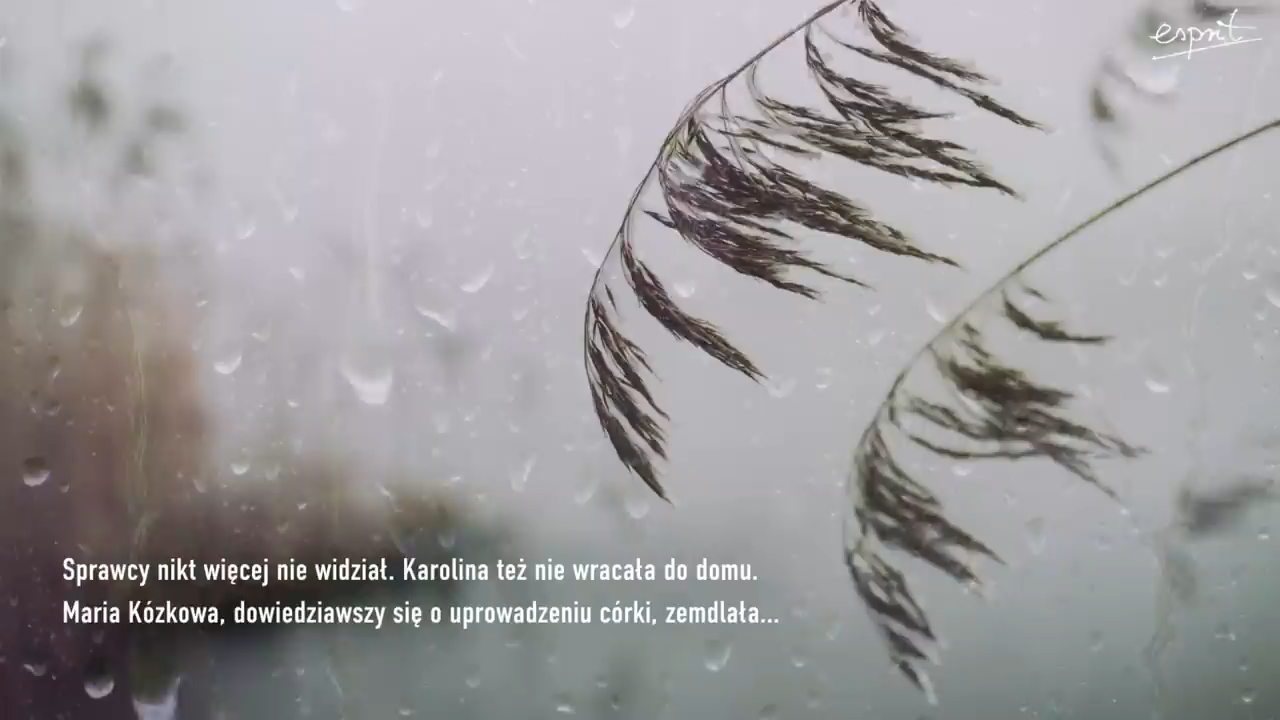 esprit
Sprawcy nikt więcej nie widział. Karolina też nie wracała do domu.
Maria Kózkowa, dowiedziawszy się o uprowadzeniu córki, zemdlała...